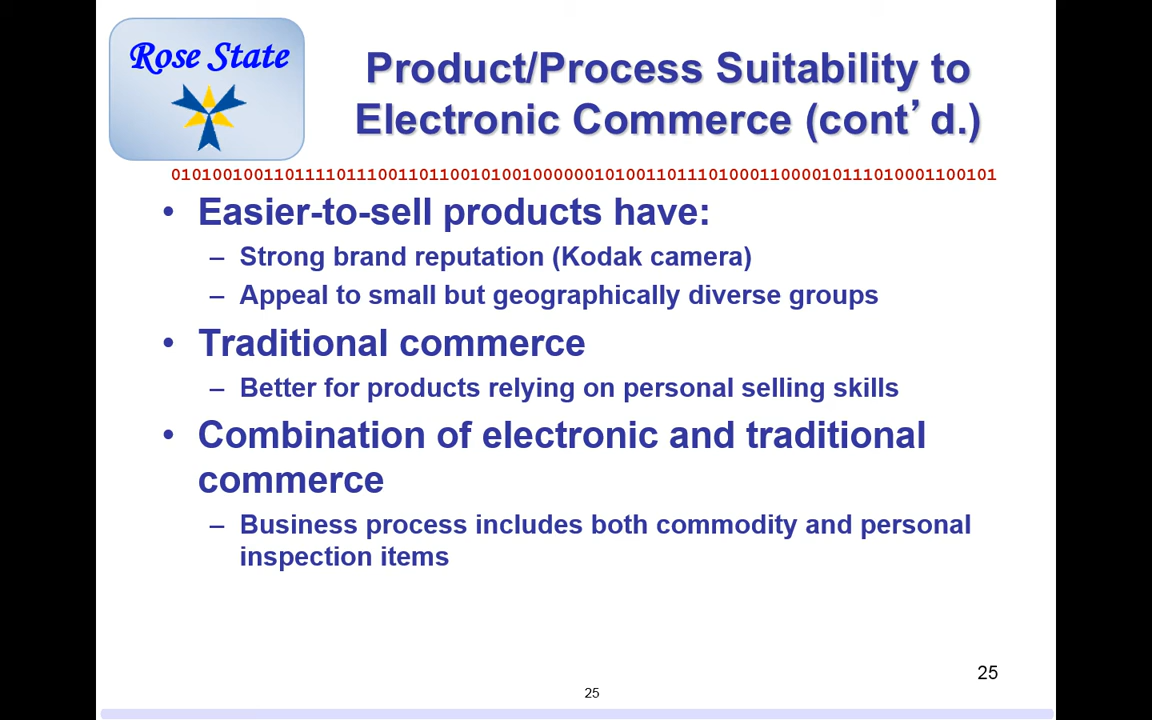 Rose State
Product/Process Suitability to
Electronic Commerce (cont’d.)
01010010011011110111001101100101001000000101001101110100011000010111010001100101
• Easier-to-sell products have:
– Strong brand reputation (Kodak camera)
– Appeal to small but geographically diverse groups
• Traditional commerce
– Better for products relying on personal selling skills
• Combination of electronic and traditional
commerce
– Business process includes both commodity and personal
inspection items
25
25